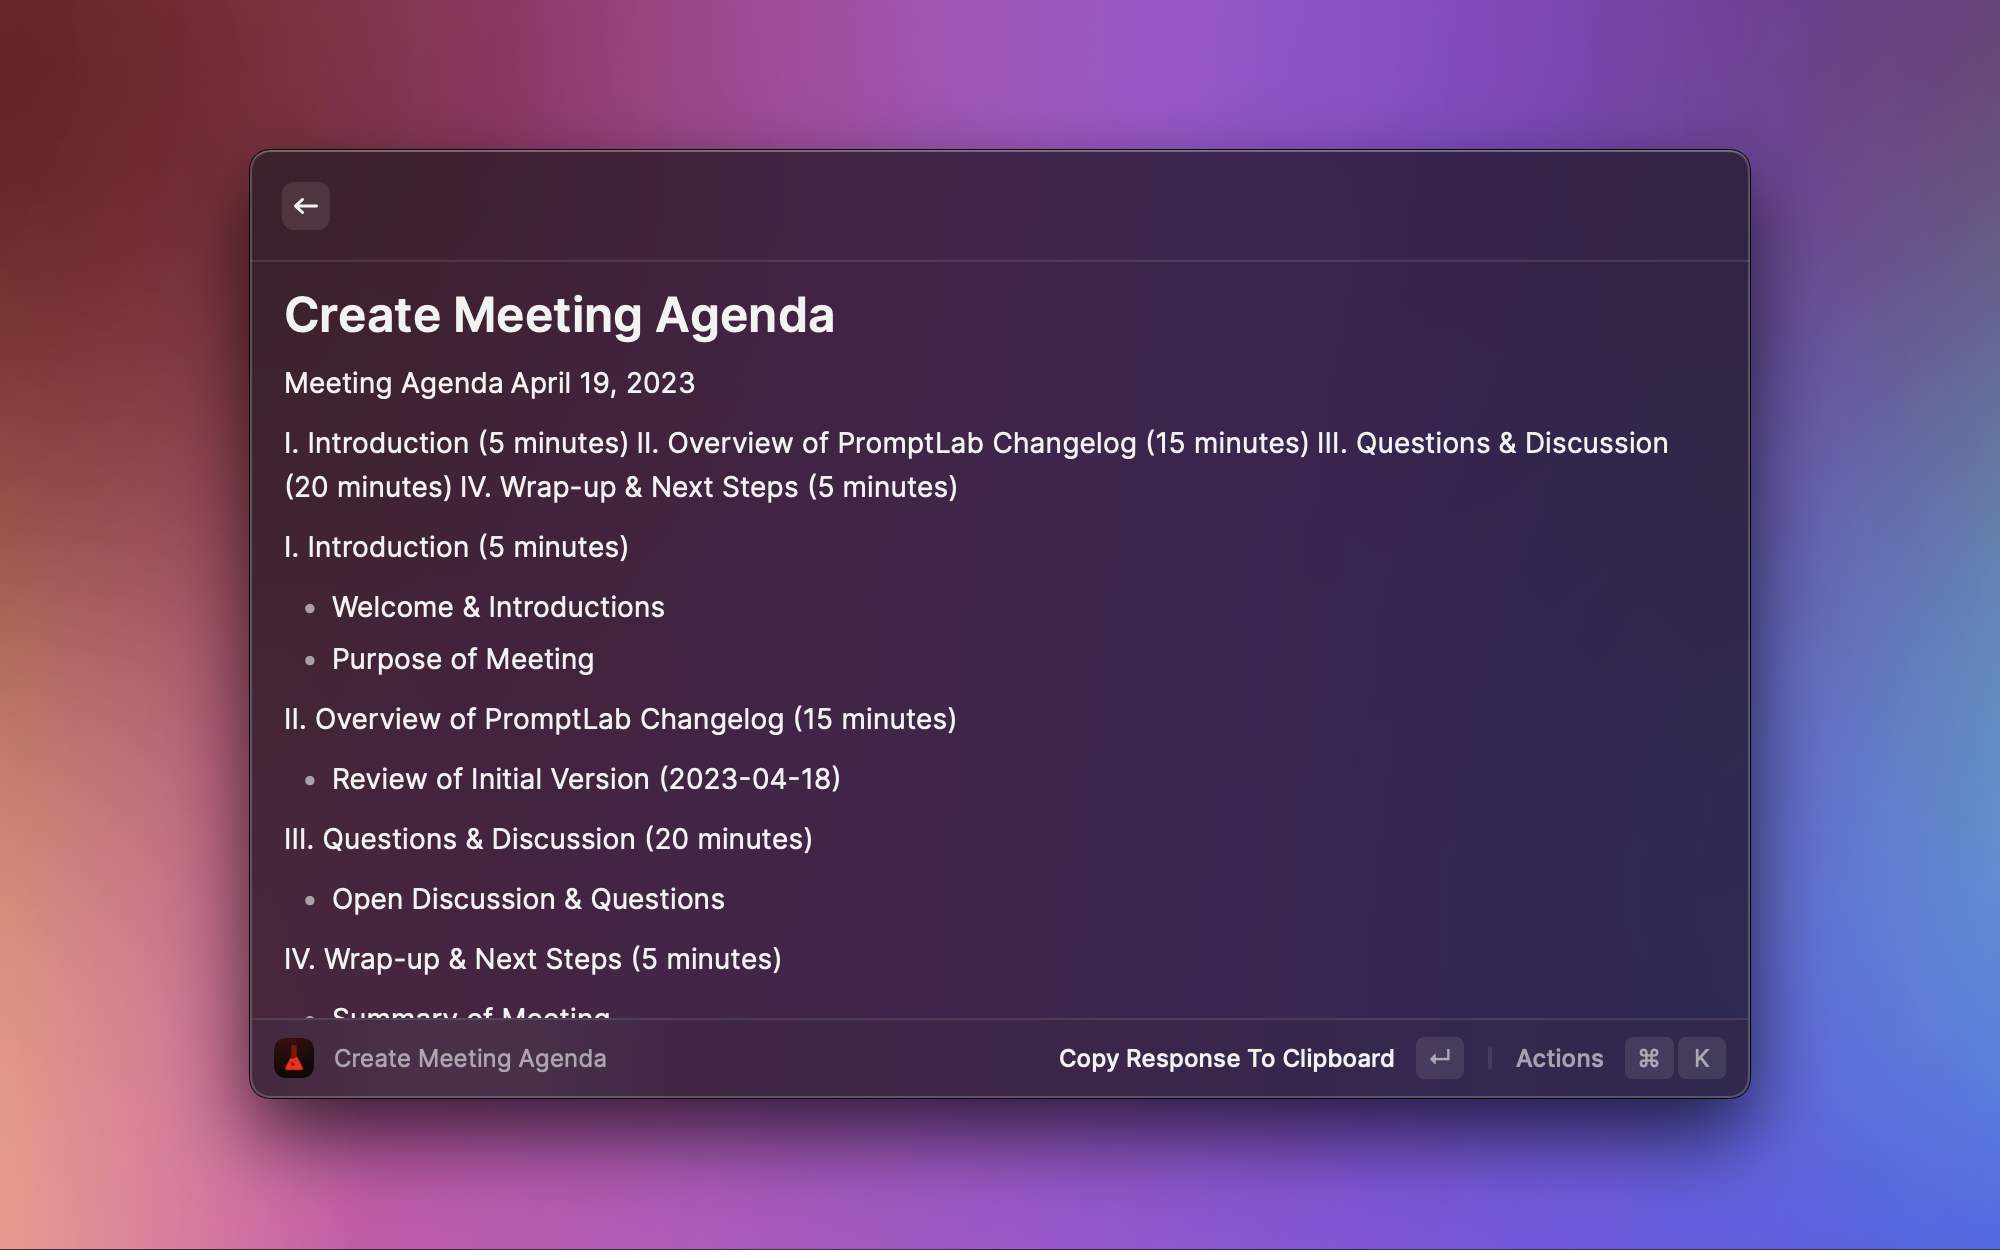 Create Meeting Agenda
Meeting Agenda April 19, 2023
I. Introduction (5 minutes) II. Overview of PromptLab Changelog (15 minutes) III. Questions & Discussion
(20 minutes) IV. Wrap-up & Next Steps (5 minutes)
I. Introduction (5 minutes)
• Welcome & Introductions
• Purpose of Meeting
II. Overview of PromptLab Changelog (15 minutes)
• Review of Initial Version (2023-04-18)
III. Questions & Discussion (20 minutes)
• Open Discussion & Questions
IV. Wrap-up & Next Steps (5 minutes)
• Summary of Meeting
Create Meeting Agenda Copy Response To Clipboard Actions ⌘ K